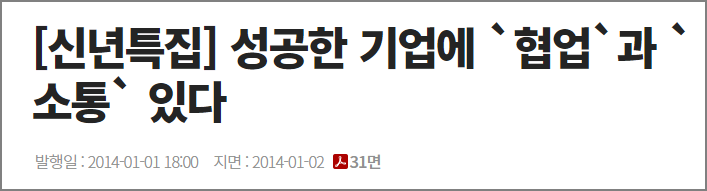 [신년특집] 성공한 기업에 `협업`과 `
소통` 있다
발행일 : 2014-01-01 18:00 지면 : 2014-01-02 31면